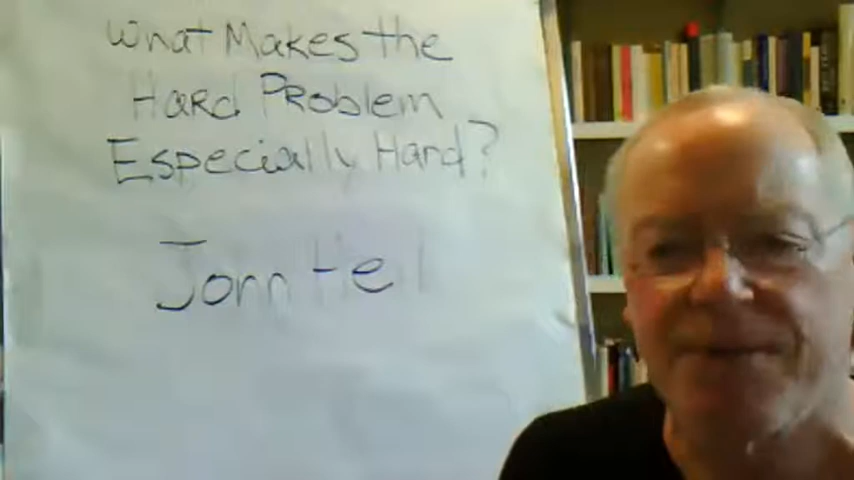 What Makes the
Hard Problem
Especially Hard?
John Heil